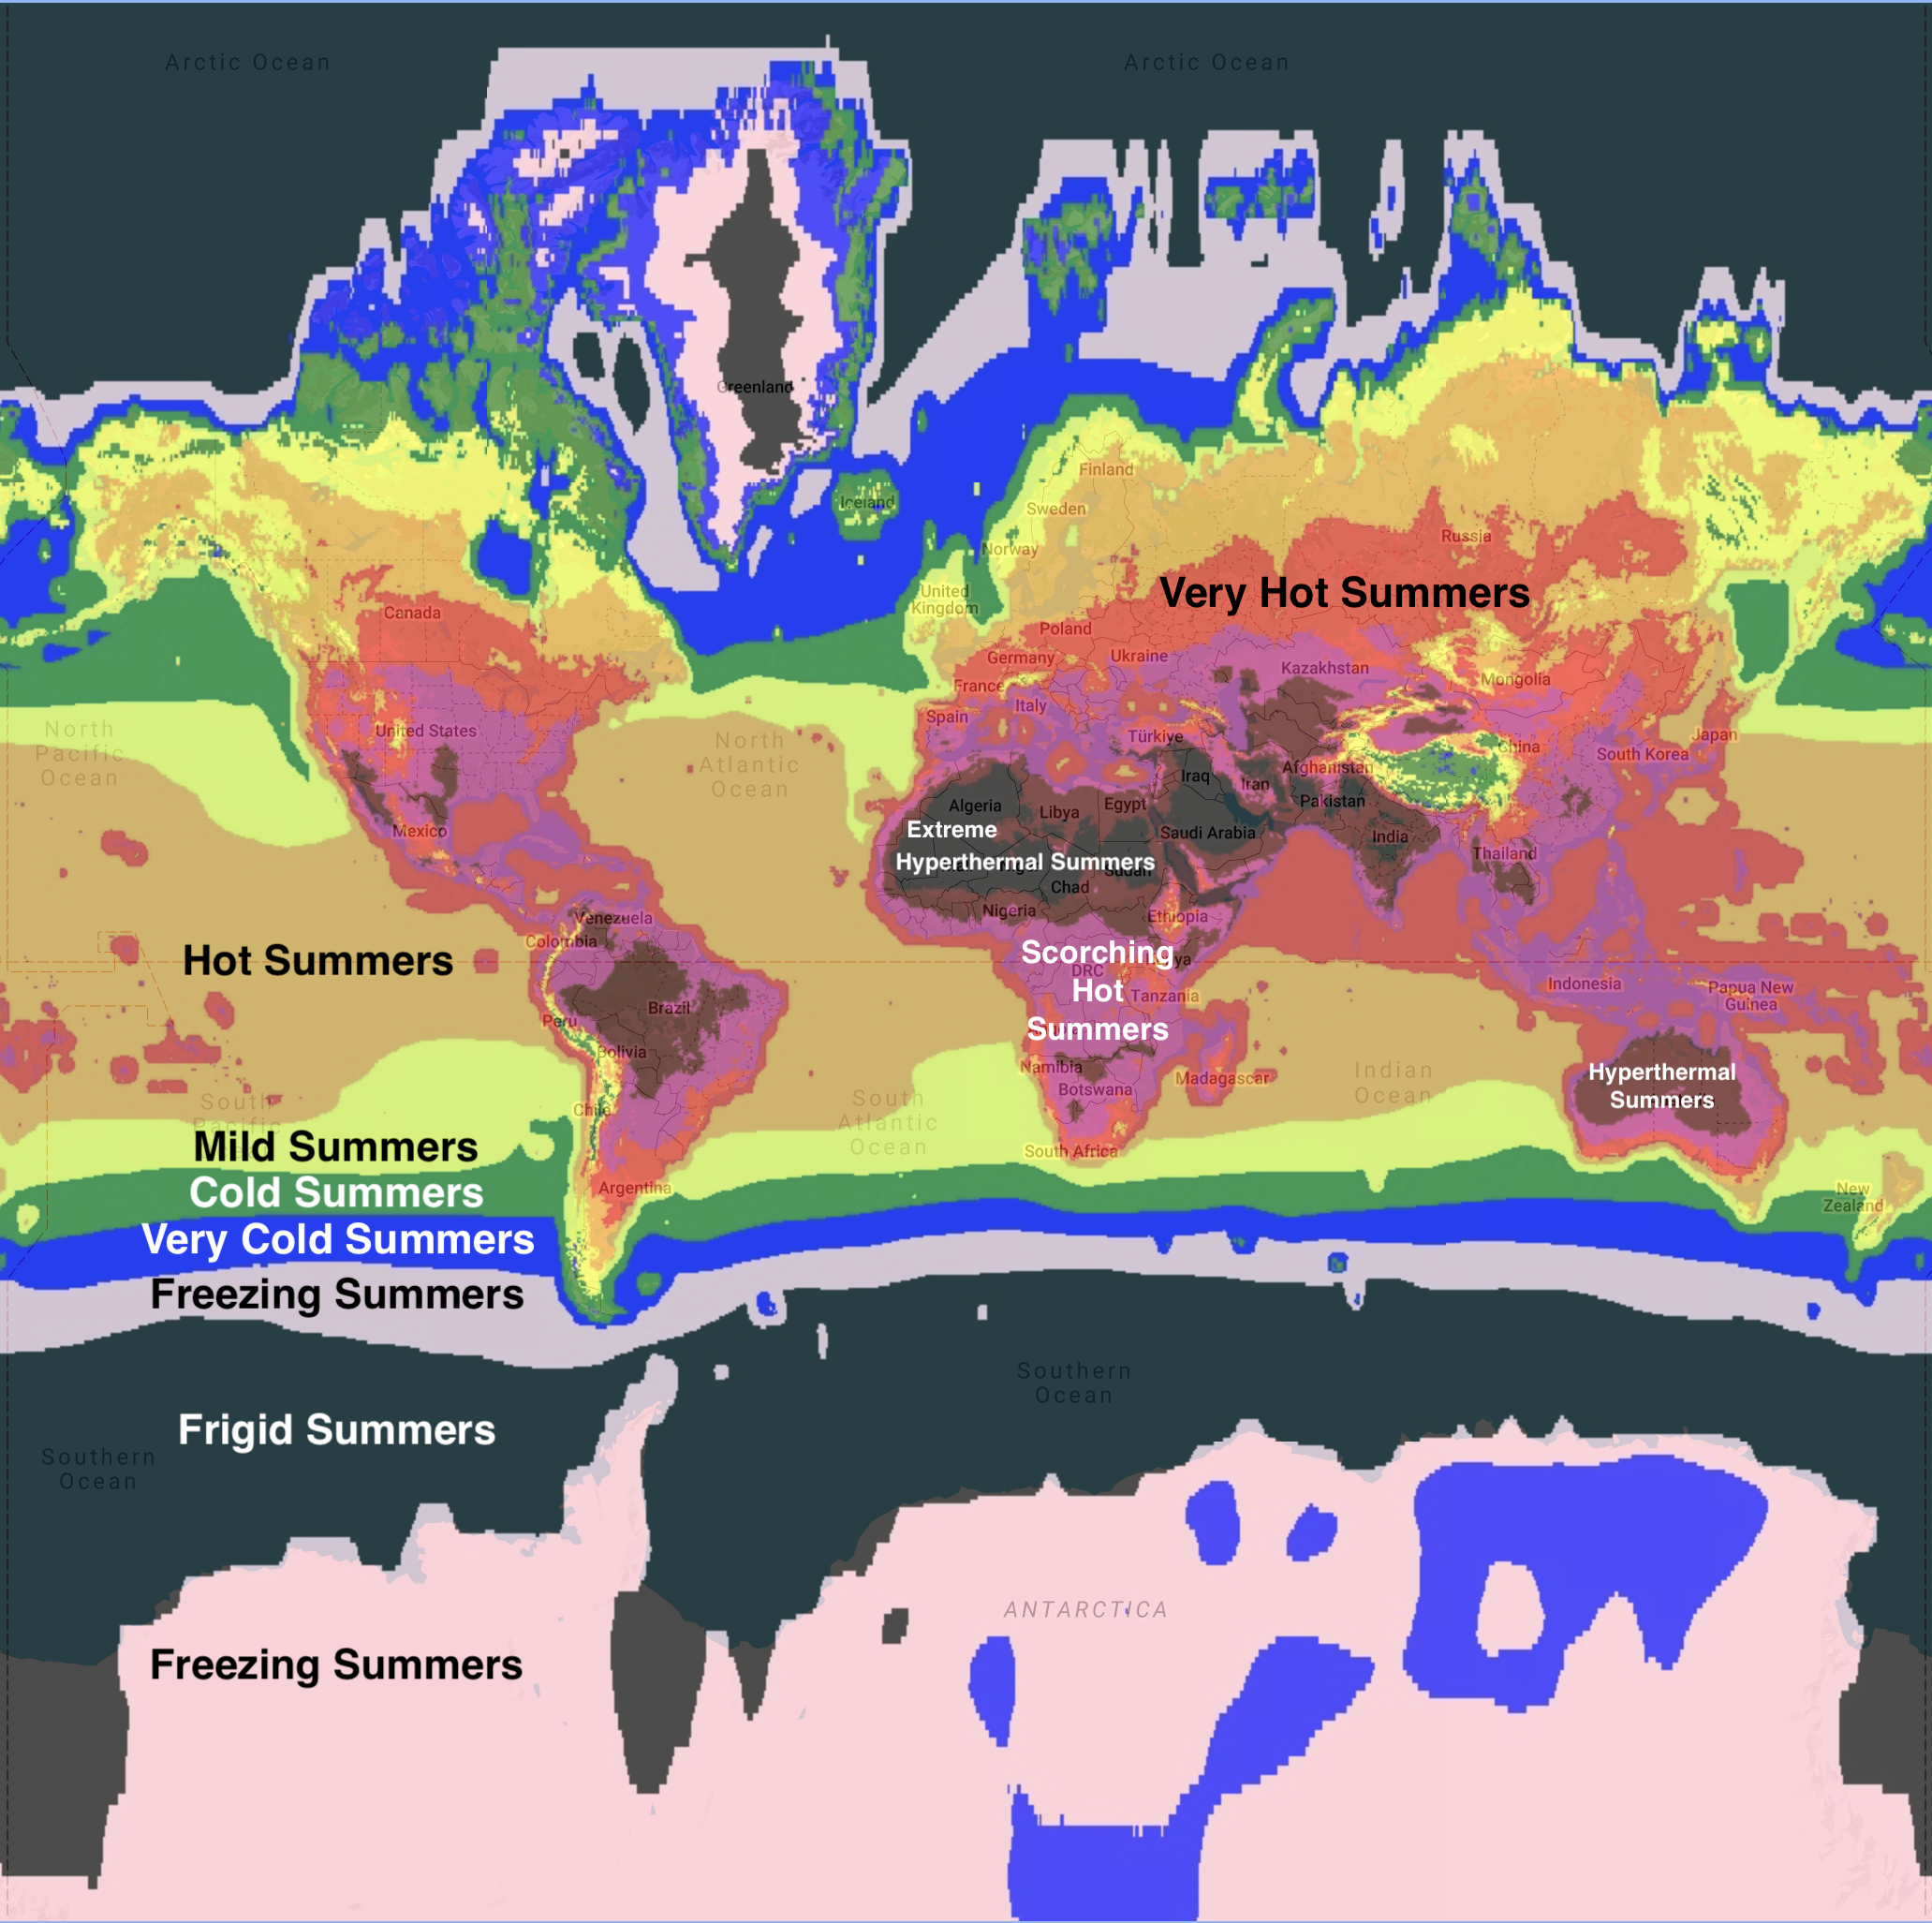 Arctic Ocean
Arctic Ocean
Greenland
Iceland
Finland
Sweden
Norway
Russia
United
Kingdom
Very Hot Summers
Canada
Poland
Germany
Ukraine
Kazakhstan
France
Mongolia
Italy
Spain
United States
Türkiye
China
South Korea
Japan
North
Pacific
Ocean
North
Atlantic
Ocean
Iraq
Iran
Afghanistan
Pakistan
Algeria
Libya
Egypt
Saudi Arabia
India
Mexico
Extreme
Hyperthermal Summers
Thailand
Sudan
Chad
Nigeria
Ethiopia
Venezuela
Colombia
Hot Summers
Scorching
Hot
Summers
DRC
Tanzania
Indonesia
Papua New
Guinea
Brazil
Peru
Bolivia
Namibia
Botswana
Madagascar
Indian
Ocean
Hyperthermal
Summers
Chile
South
Pacific
South
Atlantic
Ocean
Mild Summers
South Africa
Cold Summers
Argentina
New
Zealand
Very Cold Summers
Freezing Summers
Southern
Ocean
Frigid Summers
Southern
Ocean
ANTARCTICA
Freezing Summers